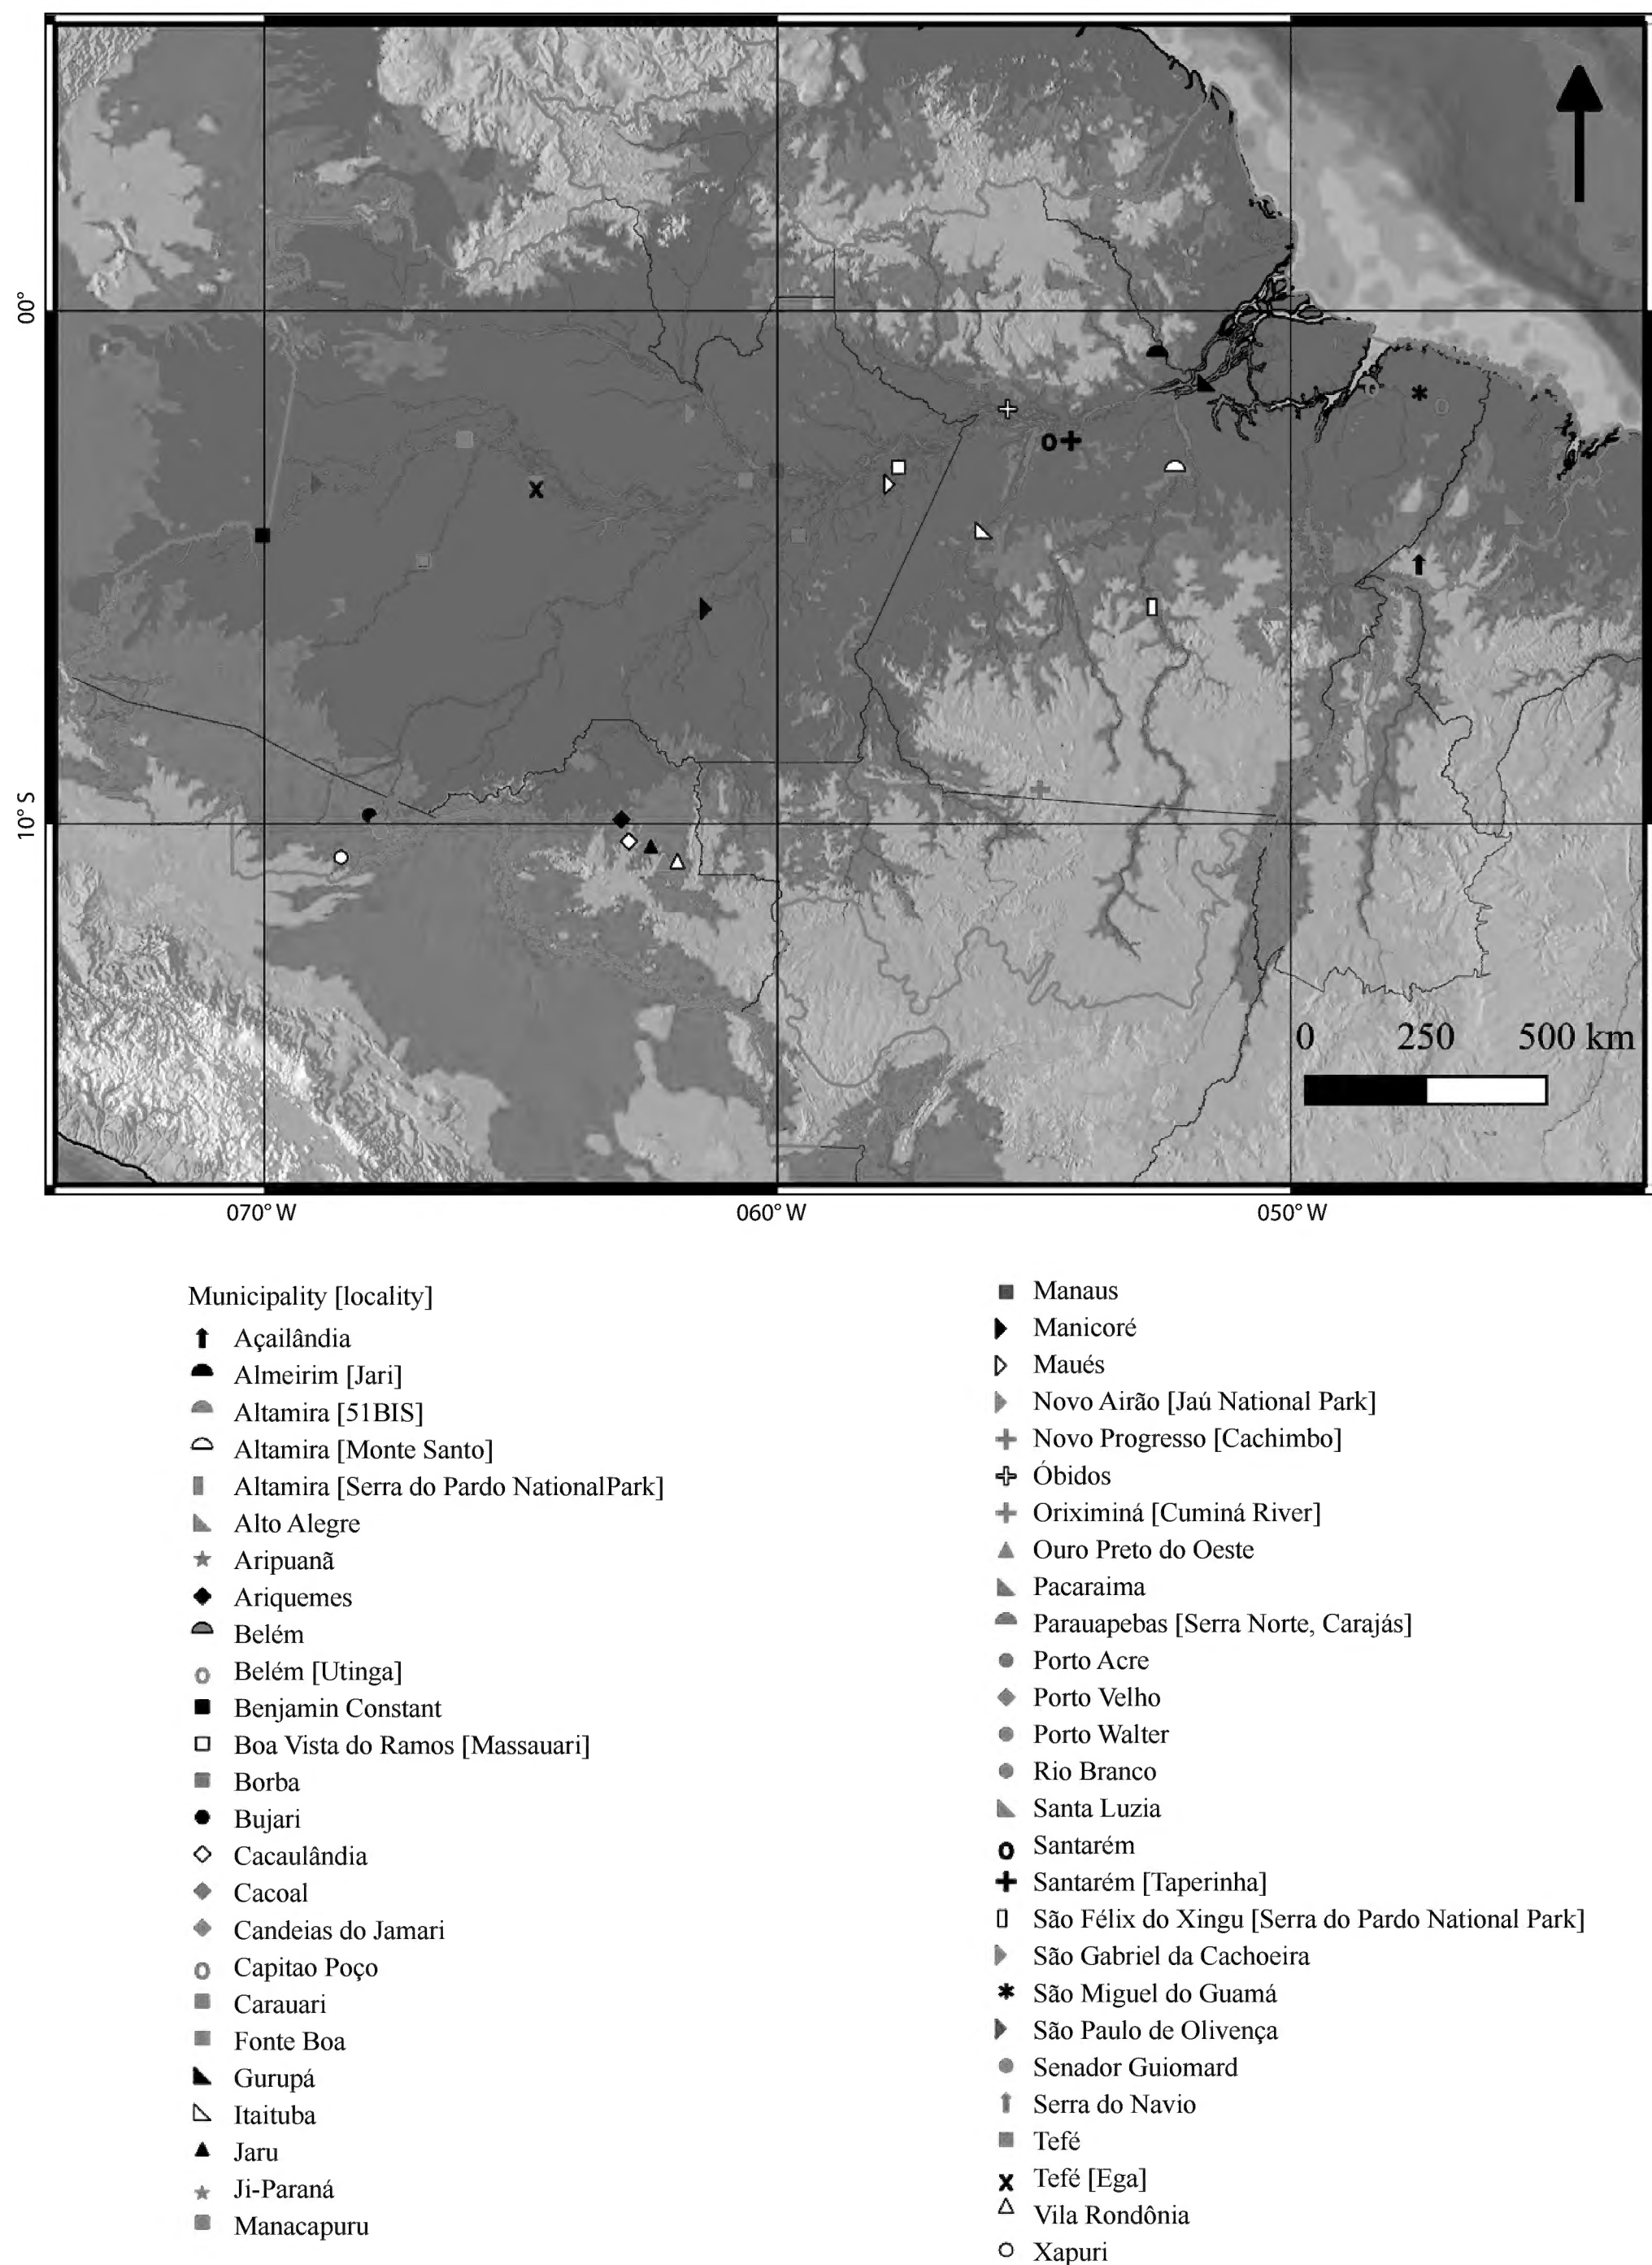 00°
10° S
0 250 500 km
070° W 060° W 050° W
Municipality [locality]
Açailândia
Almeirim [Jari]
Altamira [51BIS]
Altamira [Monte Santo]
Altamira [Serra do Pardo NationalPark]
Alto Alegre
Aripuanã
Ariquemes
Belém
Belém [Utinga]
Benjamin Constant
Boa Vista do Ramos [Massauari]
Borba
Bujari
Cacaulândia
Cacoal
Candeias do Jamari
Capitao Poço
Carauari
Fonte Boa
Gurupá
Itaituba
Jaru
Ji-Paraná
Manacapuru
Manaus
Manicoré
Maués
Novo Airão [Jaú National Park]
Novo Progresso [Cachimbo]
Óbidos
Oriximiná [Cuminá River]
Ouro Preto do Oeste
Pacaraima
Parauapebas [Serra Norte, Carajás]
Porto Acre
Porto Velho
Porto Walter
Rio Branco
Santa Luzia
Santarém
Santarém [Taperinha]
São Félix do Xingu [Serra do Pardo National Park]
São Gabriel da Cachoeira
São Miguel do Guamá
São Paulo de Olivença
Senador Guiomard
Serra do Navio
Tefé
Tefé [Ega]
Vila Rondônia
Xapuri